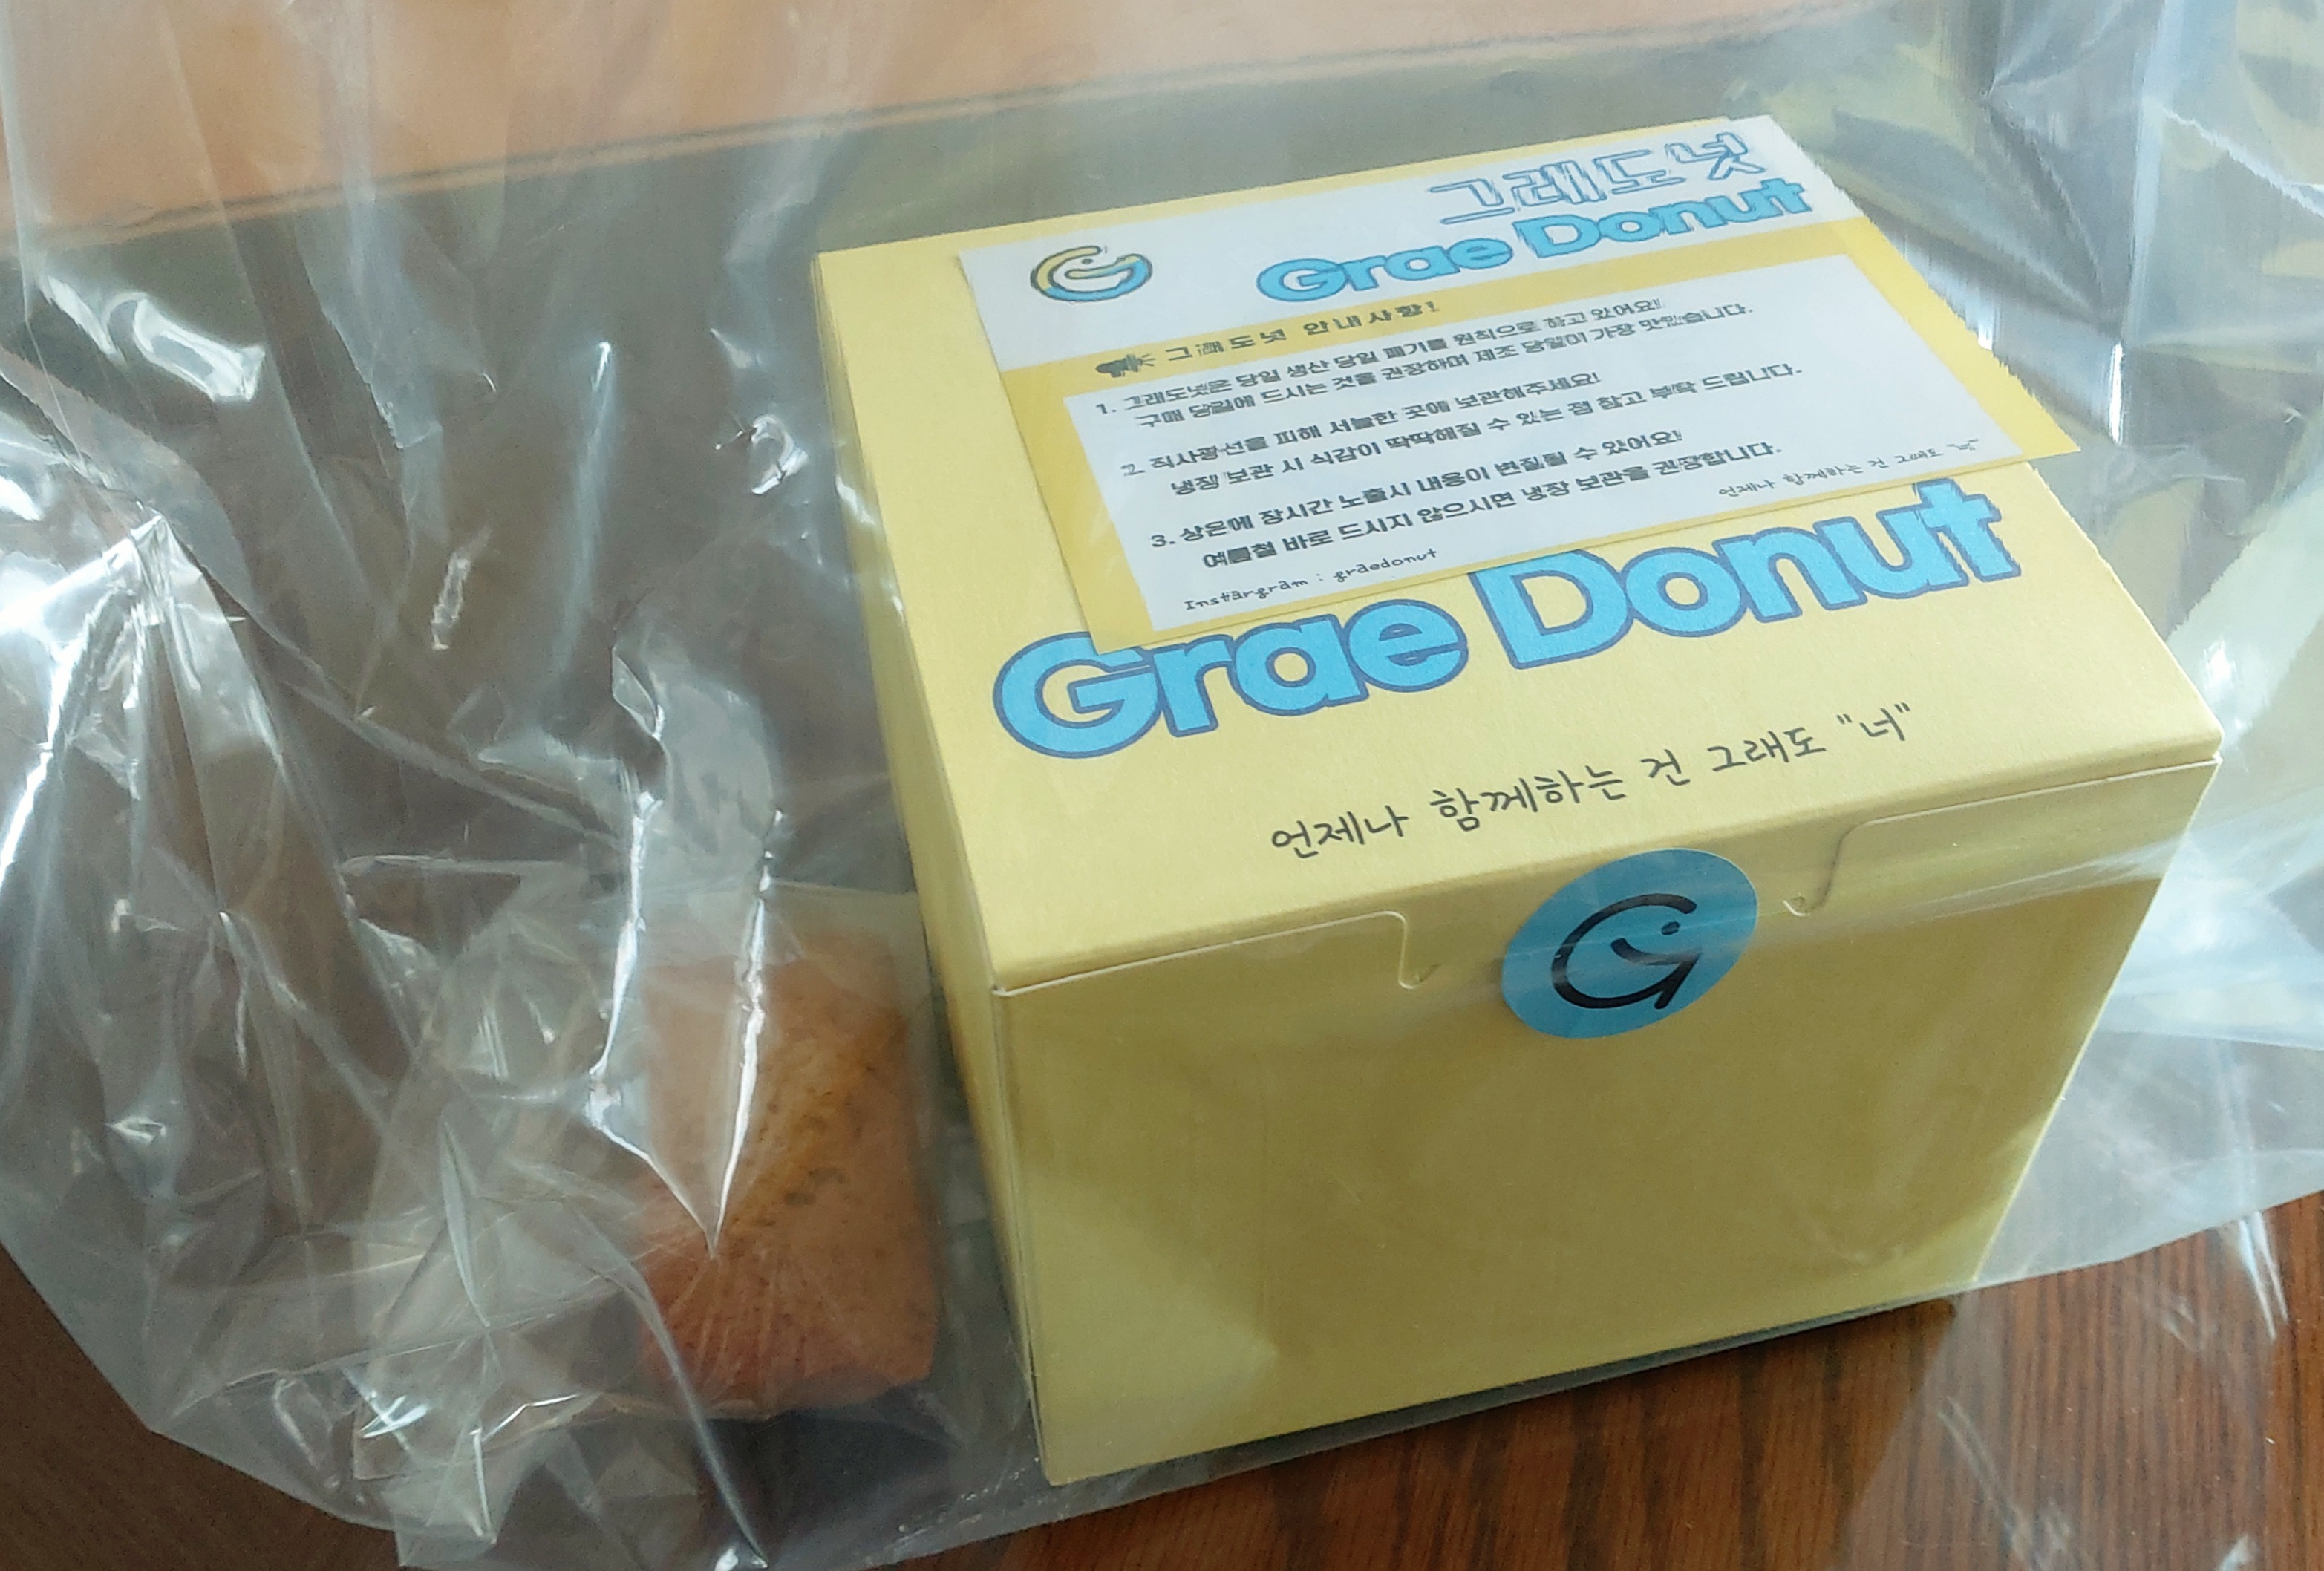 그래도넛
Grae Donut
그래도넛 안내사항!
1. 그래도넛은 당일 생산 당일 폐기를 원칙으로 하고 있어요!
구매 당일에 드시는 것을 권장하며 제조 당일이 가장 맛있습니다.
2. 직사광선을 피해 서늘한 곳에 보관해주세요!
냉장 보관 시 식감이 딱딱해질 수 있는 점 참고 부탁 드립니다.
3. 상온에 장시간 노출시 내용이 변질될 수 있어요!
여름철 바로 드시지 않으시면 냉장 보관을 권장합니다.
언제나 함께하는 건 그래도 "너"
Instargram : graedonut
Grae Donut
언제나 함께하는 건 그래도 "너"